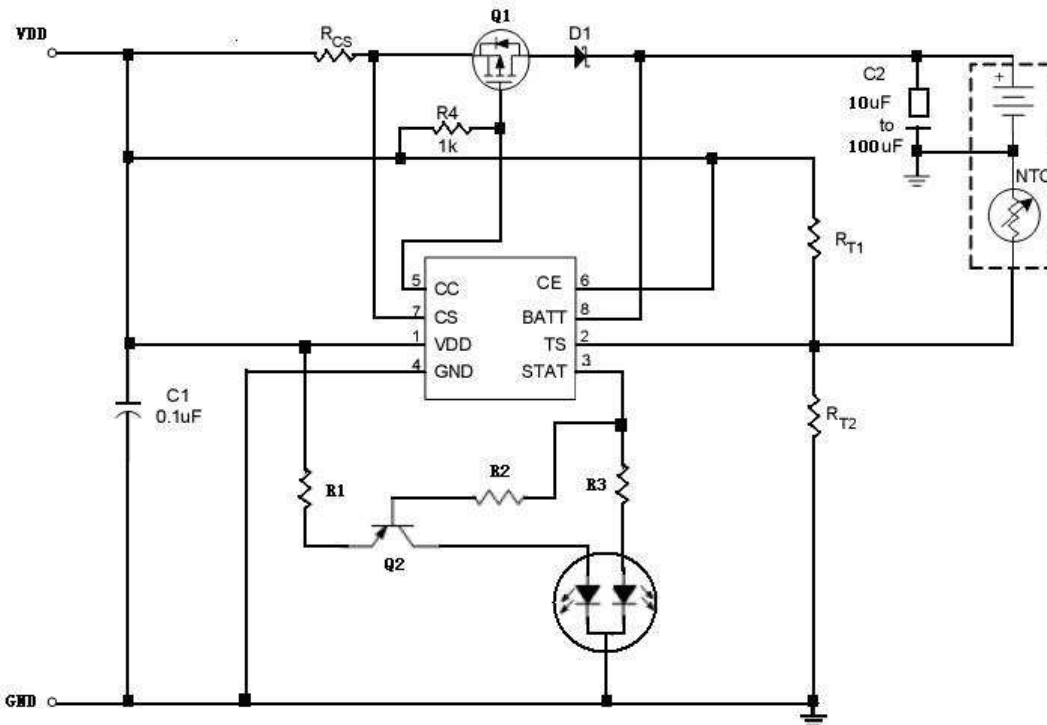 Q1
VDD
RCS
D1
C2
10uF
to
100uF
+
R4
1k
NTC
RT1
5
CC
CE
6
7
CS
BATT
8
1
VDD
TS
2
4
GND
STAT
3
C1
0.1uF
RT2
R1
R2
R3
Q2
GND